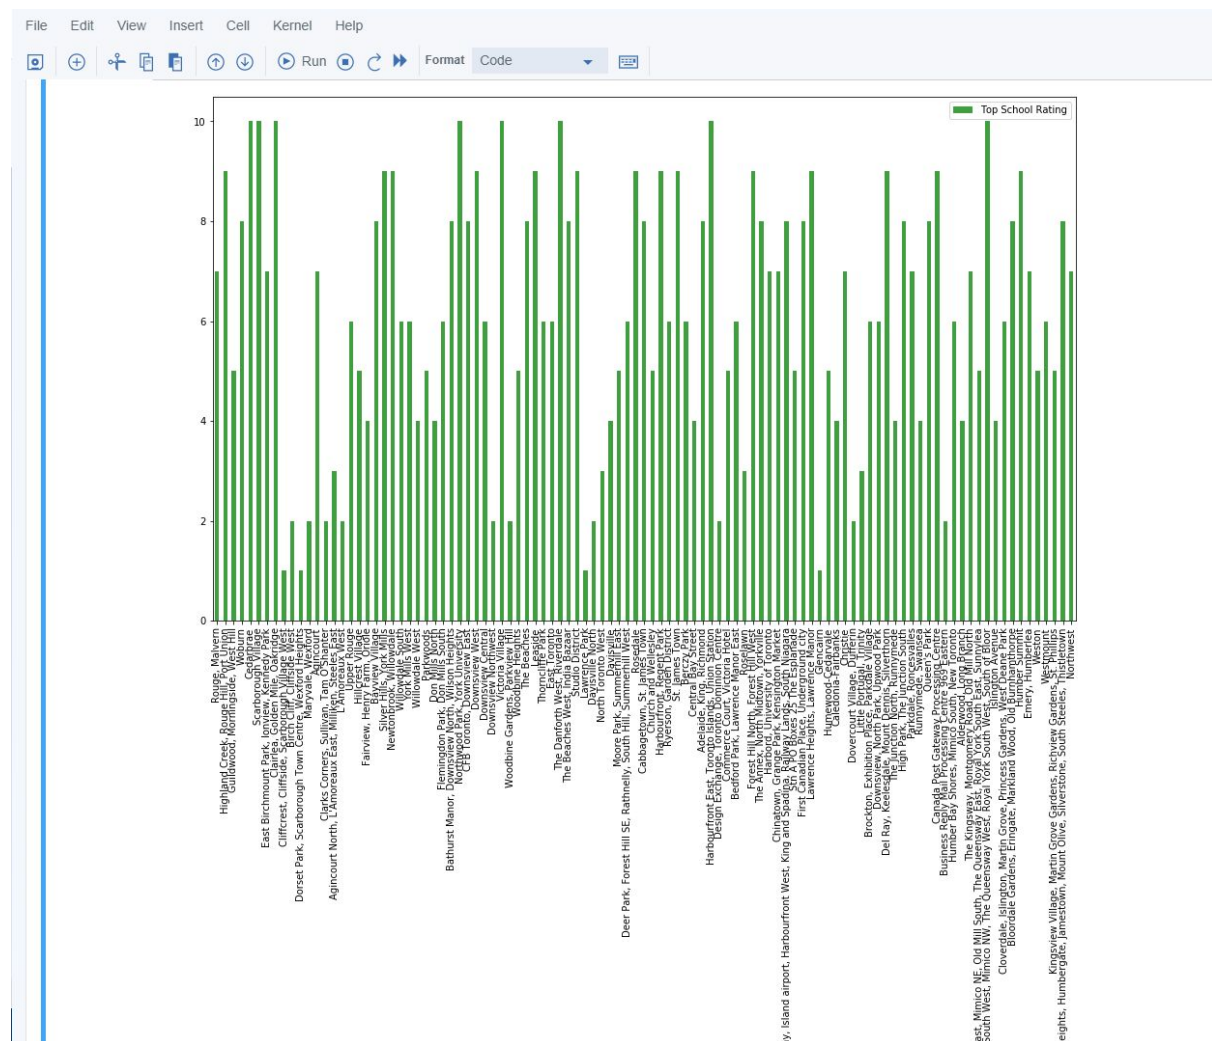 File Edit View Insert Cell Kernel Help
Run Format Code
Top School Rating
10
8
6
4
2
0
Rouge, Malvern
Highland Creek, Rouge Hill, Port Union
Guildwood, Morningside, West Hill
Woburn
Cedarbrae
Scarborough Village
East Birchmount Park, Ionview, Kennedy Park
Clairlea, Golden Mile, Oakridge
Cliffcrest, Cliffside, Scarborough Village West
Birch Cliff, Cliffside West
Dorset Park, Scarborough Town Centre, Wexford Heights
Maryvale, Wexford
Agincourt
Clarks Corners, Sullivan, Tam O'Shanter
Agincourt North, L'Amoreaux East, Milliken, Steeles East
L'Amoreaux West
Upper Rouge
Hillcrest Village
Fairview, Henry Farm, Oriole
Bayview Village
Silver Hills, York Mills
Newtonbrook, Willowdale
Willowdale South
York Mills West
Willowdale West
Parkwoods
Don Mills North
Flemingdon Park, Don Mills South
Bathurst Manor, Downsview North, Wilson Heights
Northwood Park, York University
CFB Toronto, Downsview East
Downsview West
Downsview Central
Downsview Northwest
Victoria Village
Woodbine Gardens, Parkview Hill
Woodbine Heights
The Beaches
Leaside
Thorncliffe Park
East Toronto
The Danforth West, Riverdale
The Beaches West, India Bazaar
Studio District
Lawrence Park
Davisville North
North Toronto West
Davisville
Moore Park, Summerhill East
Deer Park, Forest Hill SE, Rathnelly, South Hill, Summerhill West
Rosedale
Cabbagetown, St. James Town
Church and Wellesley
Harbourfront, Regent Park
Ryerson, Garden District
St. James Town
Berczy Park
Central Bay Street
Adelaide, King, Richmond
Harbourfront East, Toronto Islands, Union Station
Design Exchange, Toronto Dominion Centre
Commerce Court, Victoria Hotel
Bedford Park, Lawrence Manor East
Roselawn
Forest Hill North, Forest Hill West
The Annex, North Midtown, Yorkville
Harbord, University of Toronto
Chinatown, Grange Park, Kensington Market
y, Island airport, Harbourfront West, King and Spadina, Railway Lands, South Niagara
Stn A PO Boxes 25 The Esplanade
First Canadian Place, Underground city
Lawrence Heights, Lawrence Manor
Glencairn
Humewood-Cedarvale
Caledonia-Fairbanks
Christie
Dovercourt Village, Dufferin
Little Portugal, Trinity
Brockton, Exhibition Place, Parkdale Village
Downsview, North Park, Upwood Park
Del Ray, Keelesdale, Mount Dennis, Silverthorn
The Junction North, Runnymede
High Park, The Junction South
Parkdale, Roncesvalles
Runnymede, Swansea
Queen's Park
Canada Post Gateway Processing Centre
Business Reply Mail Processing Centre 969 Eastern
Humber Bay Shores, Mimico South, New Toronto
Alderwood, Long Branch
The Kingsway, Montgomery Road, Old Mill North
ast, Mimico NE, Old Mill South, The Queensway East, Royal York South East, Sunnylea
South West, Mimico NW, The Queensway West, Royal York South West, South of Bloor
Islington Avenue
Cloverdale, Islington, Martin Grove, Princess Gardens, West Deane Park
Bloordale Gardens, Eringate, Markland Wood, Old Burnhamthorpe
Humber Summit
Emery, Humberlea
Weston
Westmount
Kingsview Village, Martin Grove Gardens, Richview Gardens, St. Phillips
eights, Humbergate, Jamestown, Mount Olive, Silverstone, South Steeles, Thistletown
Northwest